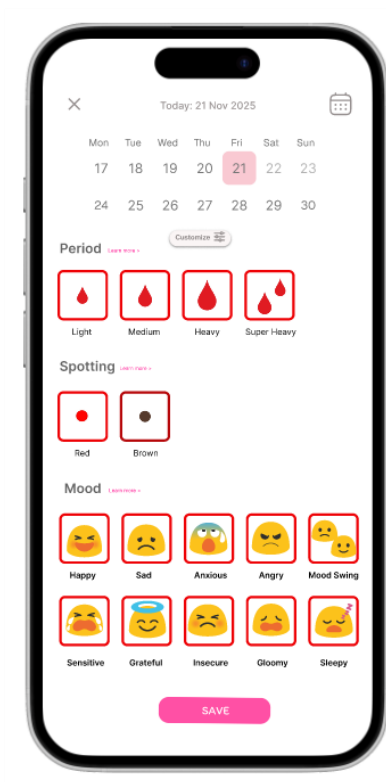 Today: 21 Nov 2025
Mon Tue Wed Thu Fri Sat Sun
17 18 19 20 21 22 23
24 25 26 27 28 29 30
Customize
Period Learn more >
Light Medium Heavy Super Heavy
Spotting Learn more >
Red Brown
Mood Learn more >
Happy Sad Anxious Angry Mood Swing
Sensitive Grateful Insecure Gloomy Sleepy
SAVE